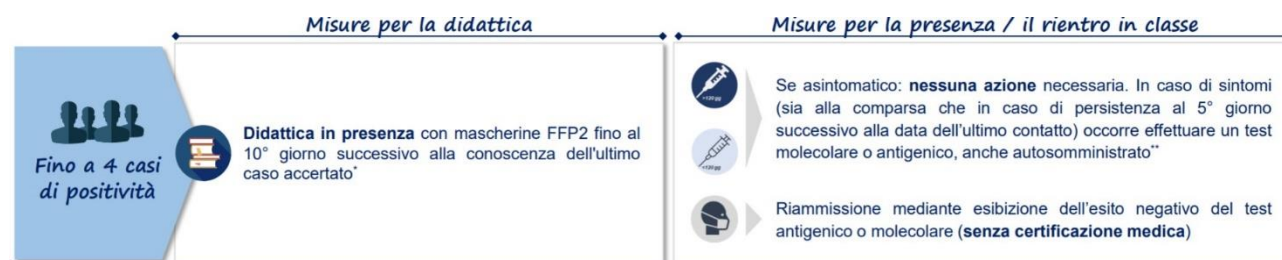 Misure per la didattica
Misure per la presenza / il rientro in classe
Fino a 4 casi
di positività
Didattica in presenza con mascherine FFP2 fino al
10° giorno successivo alla conoscenza dell'ultimo
caso accertato*
<120 gg
Se asintomatico: nessuna azione necessaria. In caso di sintomi
(sia alla comparsa che in caso di persistenza al 5° giorno
successivo alla data dell'ultimo contatto) occorre effettuare un test
molecolare o antigenico, anche autosomministrato**
Riammissione mediante esibizione dell'esito negativo del test
antigenico o molecolare (senza certificazione medica)